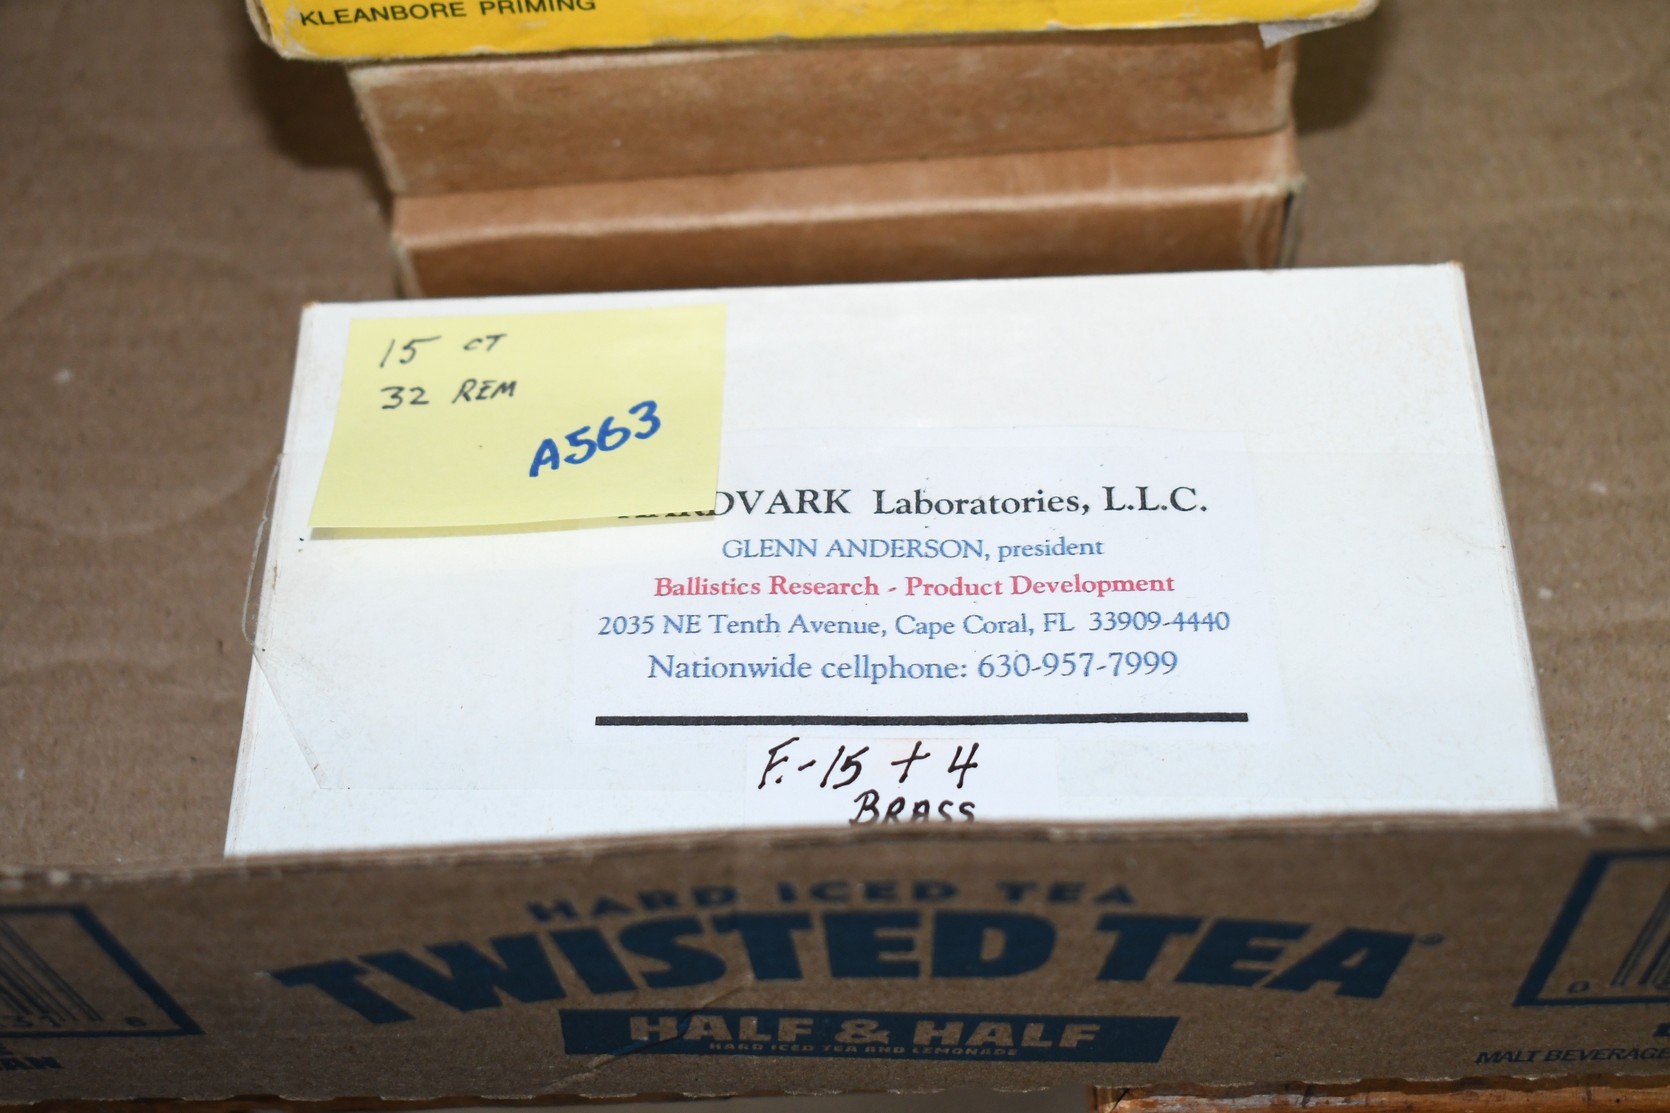 KLEANBORE PRIMING
15 CT
32 REM
A563
DVARK Laboratories, L.L.C.
GLENN ANDERSON, president
Ballistics Research - Product Development
2035 NE Tenth Avenue, Cape Coral, FL 33909-4440
Nationwide cellphone: 630-957-7999
F.-15 + 4
BRASS
HARD ICED TEA
TWISTED TEA
HALF & HALF
HARD ICED TEA AND LEMONADE
MALT BEVERAGE